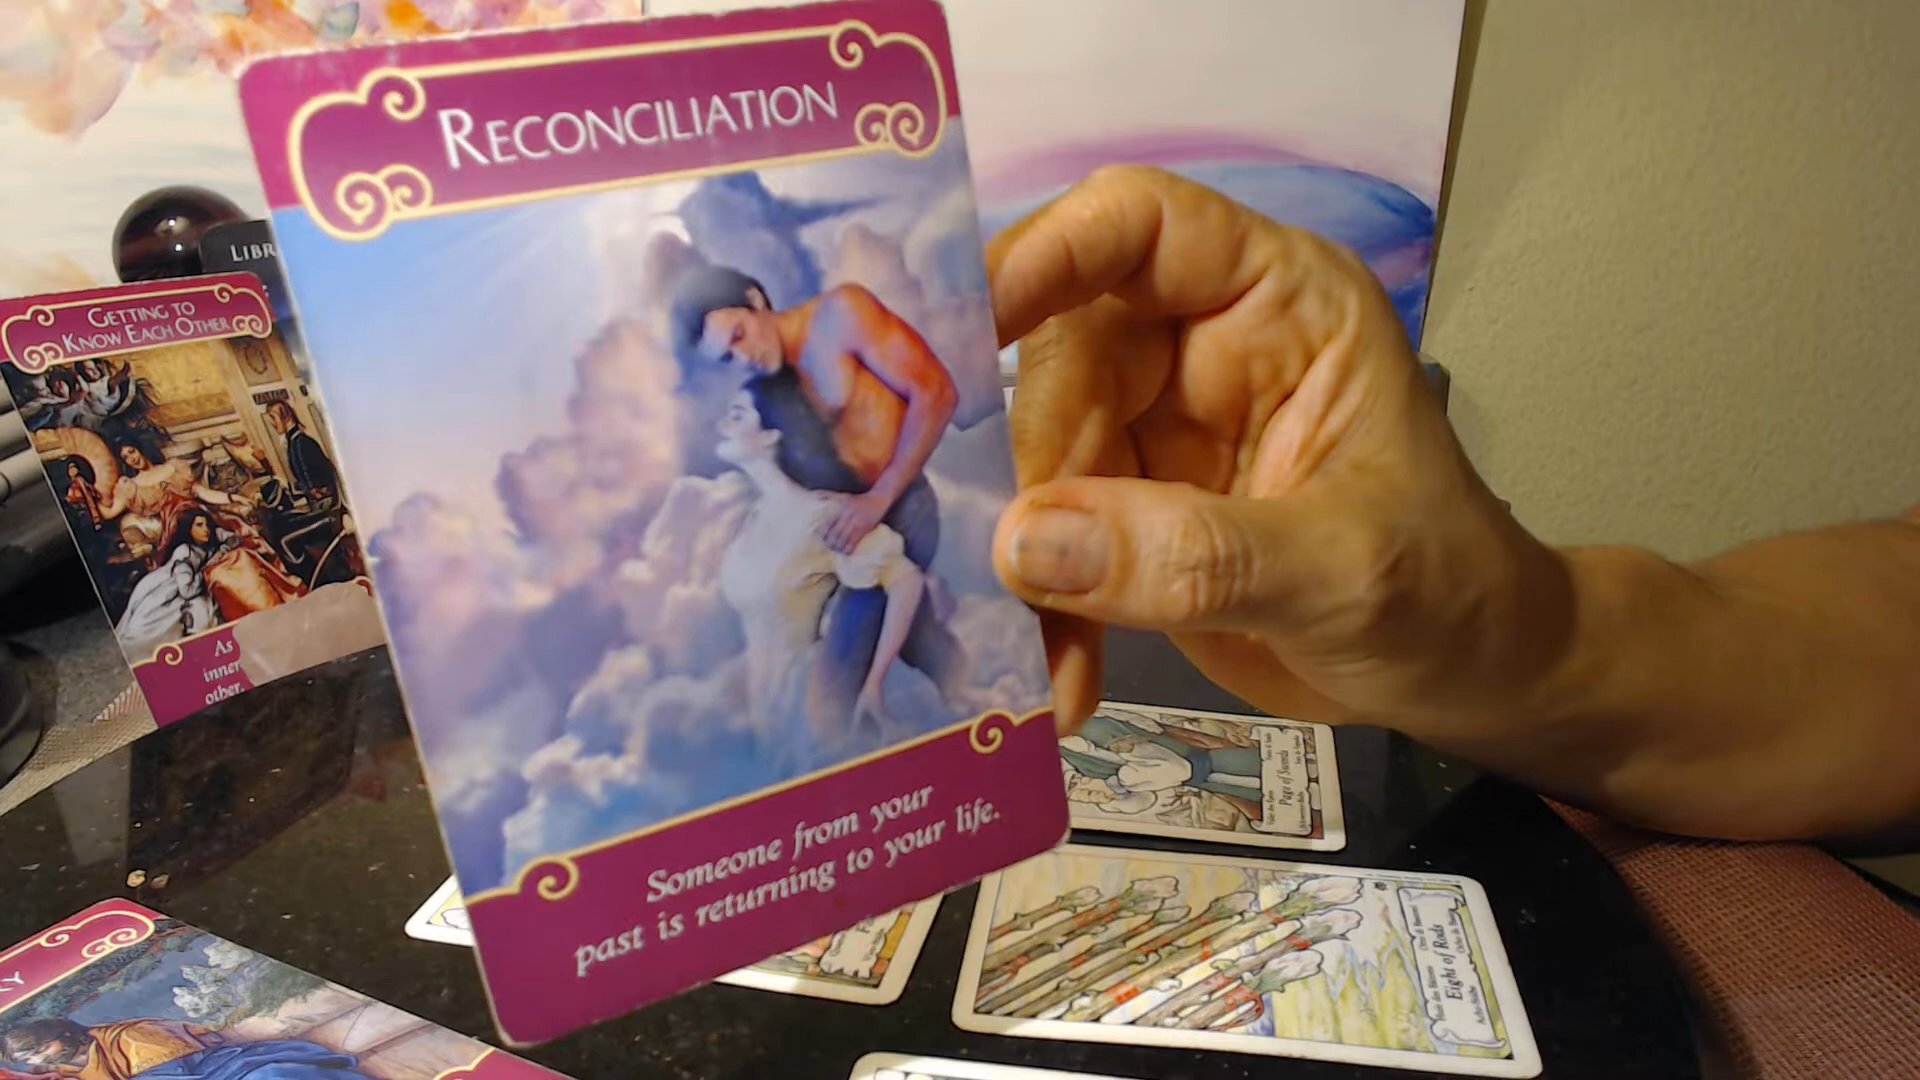 RECONCILIATION
Someone from your
past is returning to your life.
LIBR
GETTING TO
KNOW EACH OTHER
As
inner
other.
Page of Swords
Eight of Rods